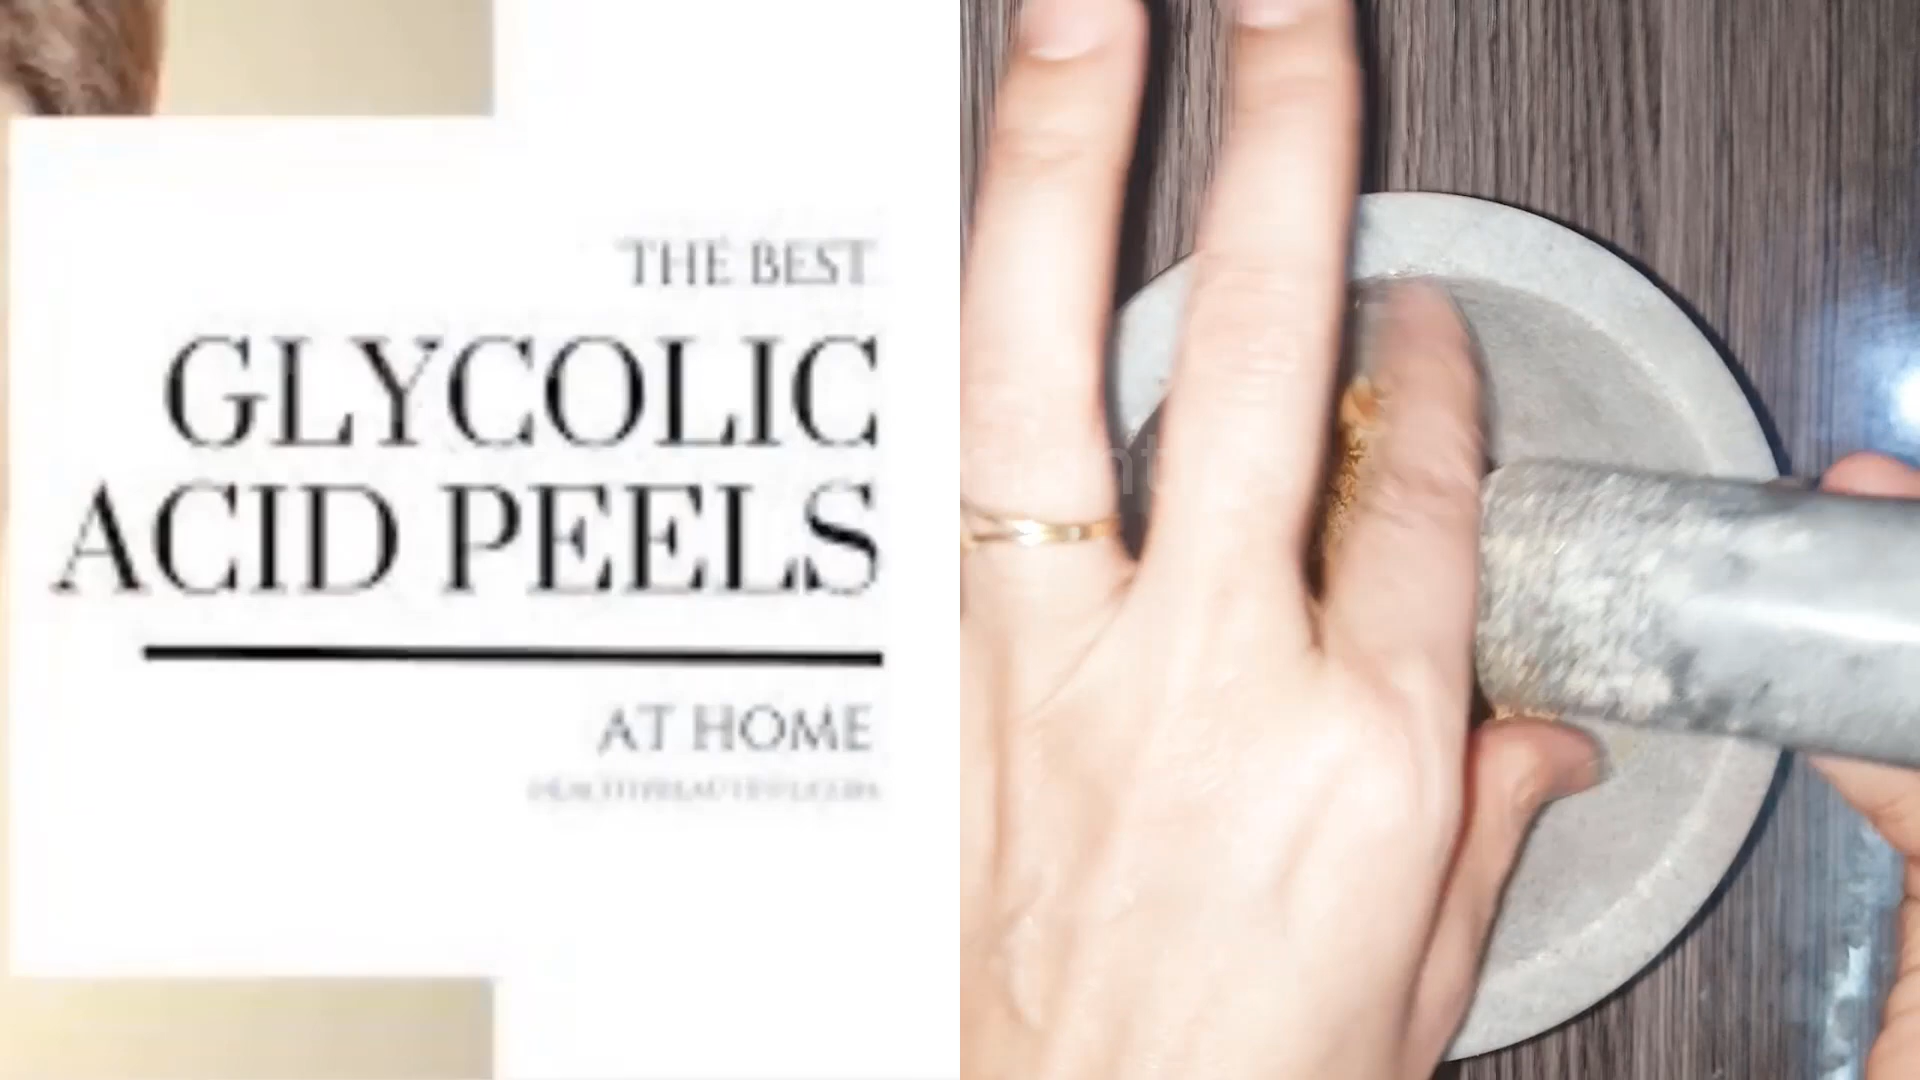 THE BEST
GLYCOLIC
ACID PEELS
AT HOME